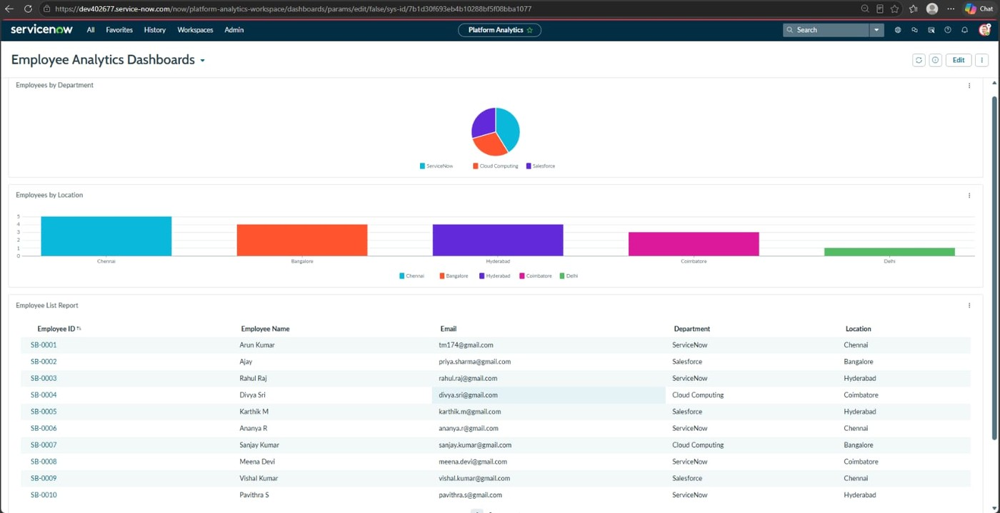 https://dev402677.service-now.com/now/platform-analytics-workspace/dashboards/params/edit/false/sys-id/7b1d30f693eb4b10288bf5f08bba1077 Chat
servicenow All Favorites History Workspaces Admin Platform Analytics Search
Employee Analytics Dashboards Edit
Employees by Department
ServiceNow Cloud Computing Salesforce
Employees by Location
5
4
3
2
1
0
Chennai Bangalore Hyderabad Coimbatore Delhi
Chennai Bangalore Hyderabad Coimbatore Delhi
Employee List Report
Employee ID Employee Name Email Department Location
SB-0001 Arun Kumar tm174@gmail.com ServiceNow Chennai
SB-0002 Ajay priya.sharma@gmail.com Salesforce Bangalore
SB-0003 Rahul Raj rahul.raj@gmail.com ServiceNow Hyderabad
SB-0004 Divya Sri divya.sri@gmail.com Cloud Computing Coimbatore
SB-0005 Karthik M karthik.m@gmail.com Salesforce Hyderabad
SB-0006 Ananya R ananya.r@gmail.com ServiceNow Chennai
SB-0007 Sanjay Kumar sanjay.kumar@gmail.com Cloud Computing Bangalore
SB-0008 Meena Devi meena.devi@gmail.com ServiceNow Coimbatore
SB-0009 Vishal Kumar vishal.kumar@gmail.com Salesforce Chennai
SB-0010 Pavithra S pavithra.s@gmail.com ServiceNow Hyderabad